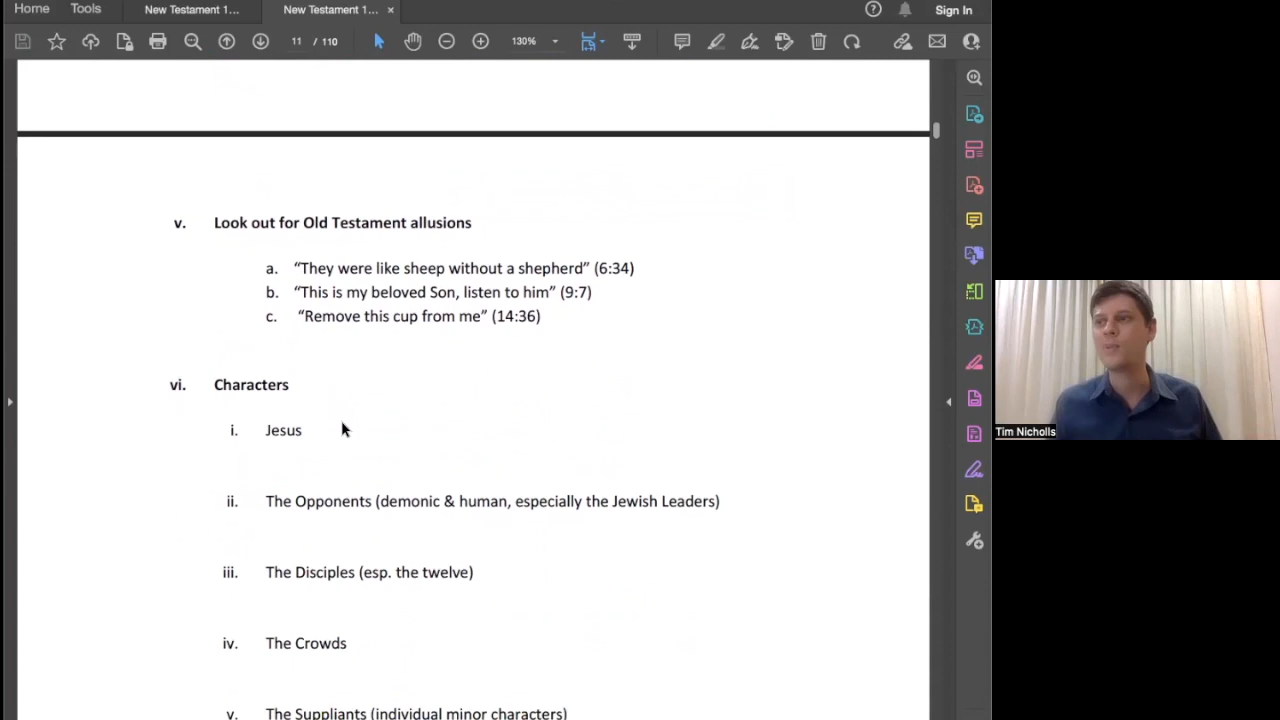 Home Tools New Testament 1... New Testament 1... × Sign In
11 / 110 130%
v. Look out for Old Testament allusions
a. “They were like sheep without a shepherd” (6:34)
b. “This is my beloved Son, listen to him” (9:7)
c. “Remove this cup from me” (14:36)
vi. Characters
i. Jesus
ii. The Opponents (demonic & human, especially the Jewish Leaders)
iii. The Disciples (esp. the twelve)
iv. The Crowds
v. The Suppliants (individual minor characters)
Tim Nicholls